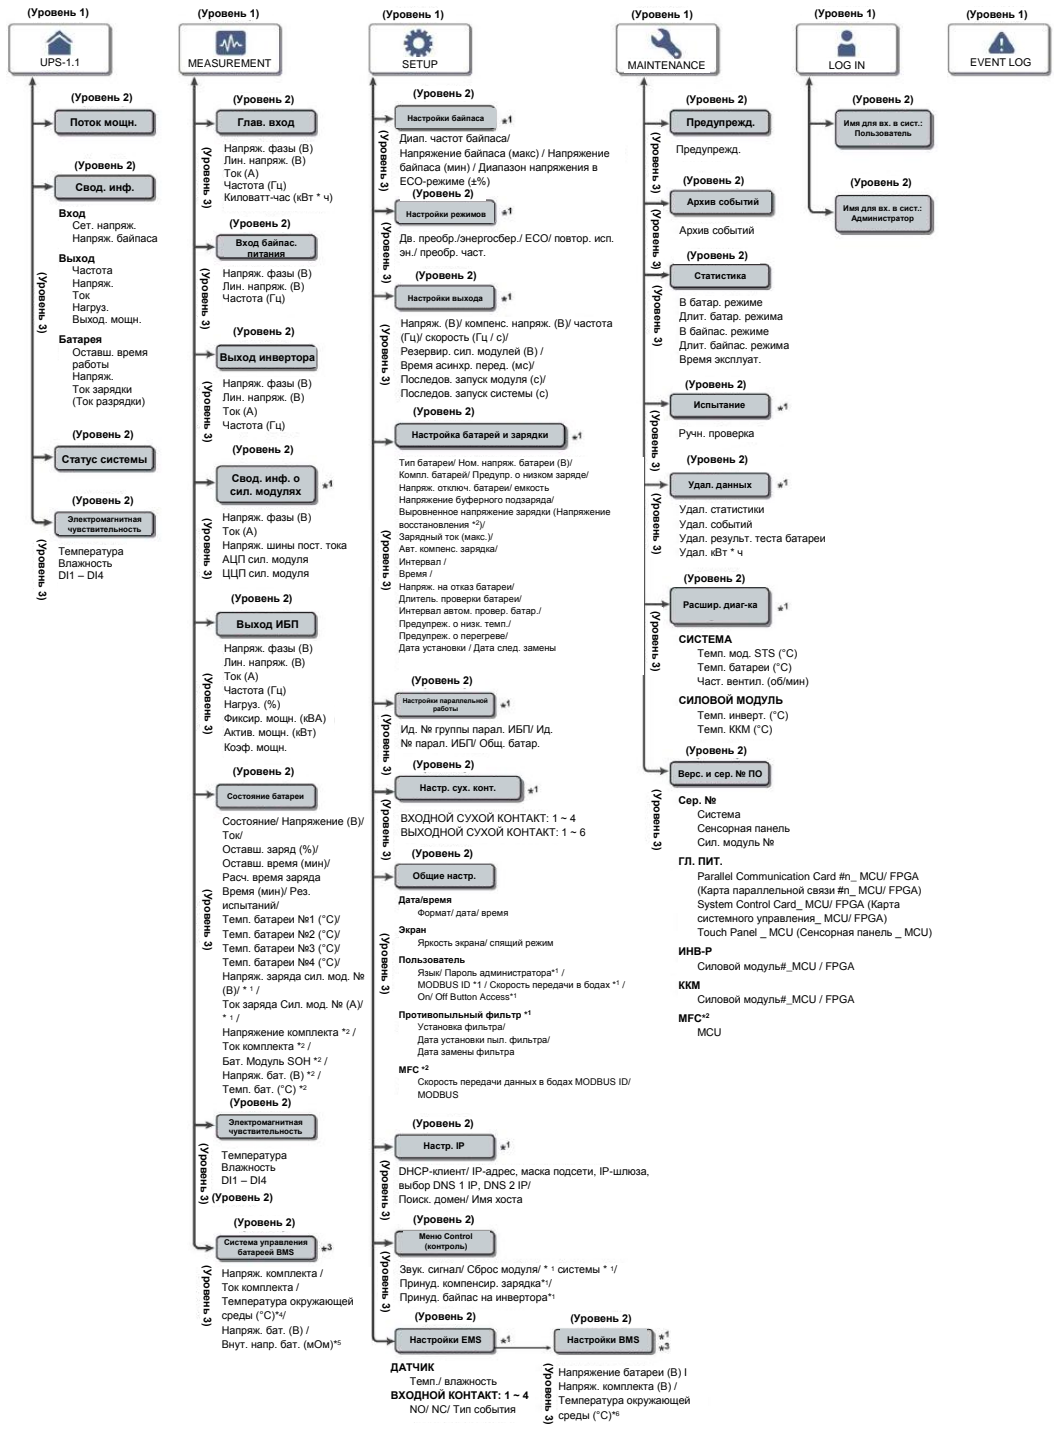 (Уровень 1)
UPS-1.1
(Уровень 2)
Поток мощн.
(Уровень 2)
Свод. инф.
(Уровень 3)
Вход
Сет. напряж.
Напряж. байпаса
Выход
Частота
Напряж.
Ток
Нагруз.
Выход. мощн.
Батарея
Оставш. время
работы
Напряж.
Ток зарядки
(Ток разрядки)
(Уровень 2)
Статус системы
(Уровень 2)
Электромагнитная
чувствительность
(Уровень 3)
Температура
Влажность
DI1 – DI4
(Уровень 1)
MEASUREMENT
(Уровень 2)
Глав. вход
(Уровень 3)
Напряж. фазы (В)
Лин. напряж. (В)
Ток (А)
Частота (Гц)
Киловатт-час (кВт * ч)
(Уровень 2)
Вход байпас.
питания
(Уровень 3)
Напряж. фазы (В)
Лин. напряж. (В)
Частота (Гц)
(Уровень 2)
Выход инвертора
(Уровень 3)
Напряж. фазы (В)
Лин. напряж. (В)
Ток (А)
Частота (Гц)
(Уровень 2)
Свод. инф. о
сил. модулях *1
(Уровень 3)
Напряж. фазы (В)
Ток (А)
Напряж. шины пост. тока
АЦП сил. модуля
ЦЦП сил. модуля
(Уровень 2)
Выход ИБП
(Уровень 3)
Напряж. фазы (В)
Лин. напряж. (В)
Ток (А)
Частота (Гц)
Нагруз. (%)
Фиксир. мощн. (кВА)
Актив. мощн. (кВт)
Коэф. мощн.
(Уровень 2)
Состояние батареи
(Уровень 3)
Состояние/ Напряжение (В)/
Ток/
Оставш. заряд (%)/
Оставш. время (мин)/
Расч. время заряда
Время (мин)/ Рез.
испытаний/
Темп. батареи №1 (°C)/
Темп. батареи №2 (°C)/
Темп. батареи №3 (°C)/
Темп. батареи №4 (°C)/
Напряж. заряда сил. мод. №
(В)/ * 1 /
Ток заряда Сил. мод. № (А)/
* 1 /
Напряжение комплекта *2 /
Ток комплекта *2 /
Бат. Модуль SOH *2 /
Напряж. бат. (В) *2 /
Темп. бат. (°C) *2
(Уровень 2)
Электромагнитная
чувствительность
(Уровень 3)
Температура
Влажность
DI1 – DI4
(Уровень 2)
(Уровень 2)
Система управления
батареей BMS *3
(Уровень 3)
Напряж. комплекта /
Ток комплекта /
Температура окружающей
среды (°C)*4/
Напряж. бат. (В) /
Внут. напр. бат. (мОм)*5
(Уровень 1)
SETUP
(Уровень 2)
Настройки байпаса *1
(Уровень 3)
Диап. частот байпаса/
Напряжение байпаса (макс) / Напряжение
байпаса (мин) / Диапазон напряжения в
ECO-режиме (±%)
(Уровень 2)
Настройки режимов *1
(Уровень 3)
Дв. преобр./энергосбер./ ECO/ повтор. исп.
эн./ преобр. част.
(Уровень 2)
Настройки выхода *1
(Уровень 3)
Напряж. (В)/ компенс. напряж. (В)/ частота
(Гц)/ скорость (Гц / с)/
Резервир. сил. модулей (В) /
Время асинхр. перед. (мс)/
Последов. запуск модуля (с)/
Последов. запуск системы (с)
(Уровень 2)
Настройка батарей и зарядки *1
(Уровень 3)
Тип батареи/ Ном. напряж. батареи (В)/
Компл. батарей/ Предупр. о низком заряде/
Напряж. отключ. батареи/ емкость
Напряжение буферного подзаряда/
Выровненное напряжение зарядки (Напряжение
восстановления *2)/
Зарядный ток (макс.)/
Авт. компенс. зарядка/
Интервал /
Время /
Напряж. на отказ батареи/
Длитель. проверки батареи/
Интервал автом. провер. батар./
Предупреж. о низк. темп./
Предупреж. о перегреве/
Дата установки / Дата след. замены
(Уровень 2)
Настройки параллельной
работы *1
(Уровень 3)
Ид. № группы парал. ИБП/ Ид.
№ парал. ИБП/ Общ. батар.
(Уровень 2)
Настр. сух. конт. *1
(Уровень 3)
ВХОДНОЙ СУХОЙ КОНТАКТ: 1 ~ 4
ВЫХОДНОЙ СУХОЙ КОНТАКТ: 1 ~ 6
(Уровень 2)
Общие настр.
(Уровень 3)
Дата/время
Формат/ дата/ время
Экран
Яркость экрана/ спящий режим
Пользователь
Язык/ Пароль администратора*1 /
MODBUS ID *1 / Скорость передачи в бодах *1 /
On/ Off Button Access*1
Противопыльный фильтр *1
Установка фильтра/
Дата установки пыл. фильтра/
Дата замены фильтра
MFC *2
Скорость передачи данных в бодах MODBUS ID/
MODBUS
(Уровень 2)
Настр. IP *1
(Уровень 3)
DHCP-клиент/ IP-адрес, маска подсети, IP-шлюза,
выбор DNS 1 IP, DNS 2 IP/
Поиск. домен/ Имя хоста
(Уровень 2)
Меню Control
(контроль)
(Уровень 3)
Звук. сигнал/ Сброс модуля/ * 1 системы * 1/
Принуд. компенсир. зарядка*1/
Принуд. байпас на инвертора*1
(Уровень 2)
Настройки EMS *1
ДАТЧИК
Темп./ влажность
ВХОДНОЙ КОНТАКТ: 1 ~ 4
NO/ NC/ Тип события
(Уровень 2)
Настройки BMS *1
*3
(Уровень 3)
Напряжение батареи (В) I
Напряж. комплекта (В) /
Температура окружающей
среды (°C)*6
(Уровень 1)
MAINTENANCE
(Уровень 2)
Предупрежд.
(Уровень 3)
Предупрежд.
(Уровень 2)
Архив событий
(Уровень 3)
Архив событий
(Уровень 2)
Статистика
(Уровень 3)
В батар. режиме
Длит. батар. режима
В байпас. режиме
Длит. байпас. режима
Время эксплуат.
(Уровень 2)
Испытание *1
(Уровень 3)
Ручн. проверка
(Уровень 2)
Удал. данных *1
(Уровень 3)
Удал. статистики
Удал. событий
Удал. результ. теста батареи
Удал. кВт * ч
(Уровень 2)
Расшир. диаг-ка *1
(Уровень 3)
СИСТЕМА
Темп. мод. STS (°C)
Темп. батареи (°C)
Част. вентил. (об/мин)
СИЛОВОЙ МОДУЛЬ
Темп. инверт. (°C)
Темп. ККМ (°C)
(Уровень 2)
Верс. и сер. № ПО
(Уровень 3)
Сер. №
Система
Сенсорная панель
Сил. модуль №
ГЛ. ПИТ.
Parallel Communication Card #n_ MCU/ FPGA
(Карта параллельной связи #n_ MCU/ FPGA)
System Control Card_ MCU/ FPGA (Карта
системного управления_ MCU/ FPGA)
Touch Panel _ MCU (Сенсорная панель _ MCU)
ИНВ-Р
Силовой модуль#_MCU / FPGA
ККМ
Силовой модуль#_MCU / FPGA
MFC*2
MCU
(Уровень 1)
LOG IN
(Уровень 2)
Имя для вх. в сист.:
Пользователь
(Уровень 2)
Имя для вх. в сист.:
Администратор
(Уровень 1)
EVENT LOG